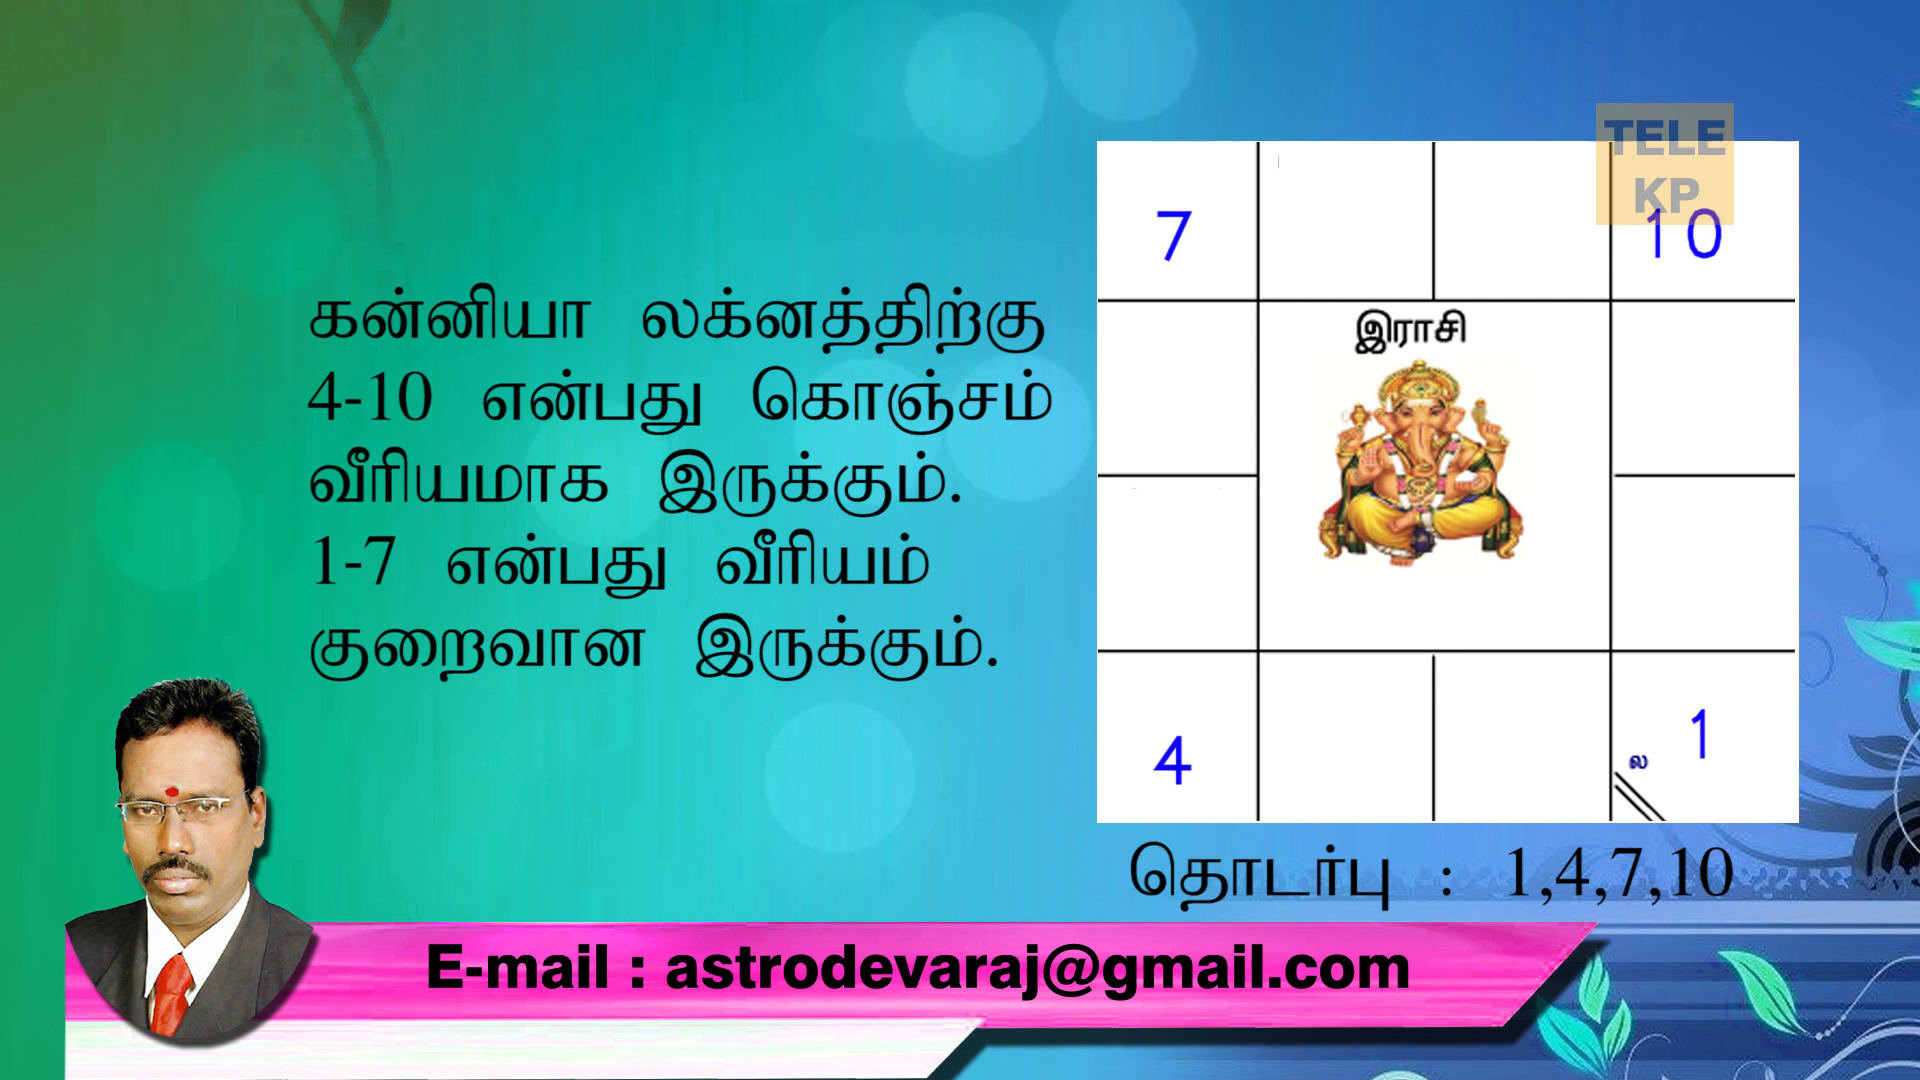 TELE
KP
கன்னியா லக்னத்திற்கு
4-10 என்பது கொஞ்சம்
வீரியமாக இருக்கும்.
1-7 என்பது வீரியம்
குறைவான இருக்கும்.
7
10
இராசி
4
ல 1
தொடர்பு : 1,4,7,10
E-mail : astrodevaraj@gmail.com